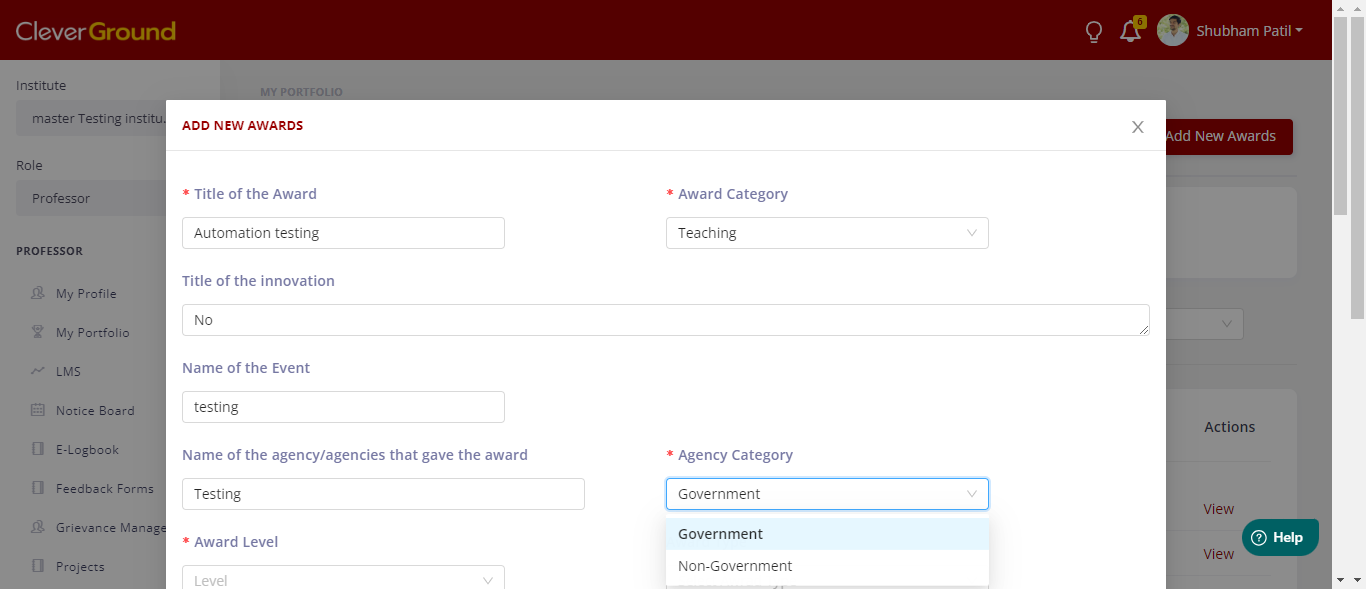 CleverGround
6
Shubham Patil
Institute
MY PORTFOLIO
master Testing institu.
ADD NEW AWARDS
Add New Awards
Role
Professor
* Title of the Award
* Award Category
Automation testing
Teaching
PROFESSOR
Title of the innovation
My Profile
No
My Portfolio
Name of the Event
LMS
Notice Board
testing
Actions
E-Logbook
Name of the agency/agencies that gave the award
* Agency Category
Feedback Forms
Testing
Government
View
Grievance Manage
* Award Level
Government
Help
View
Projects
Non-Government
Level